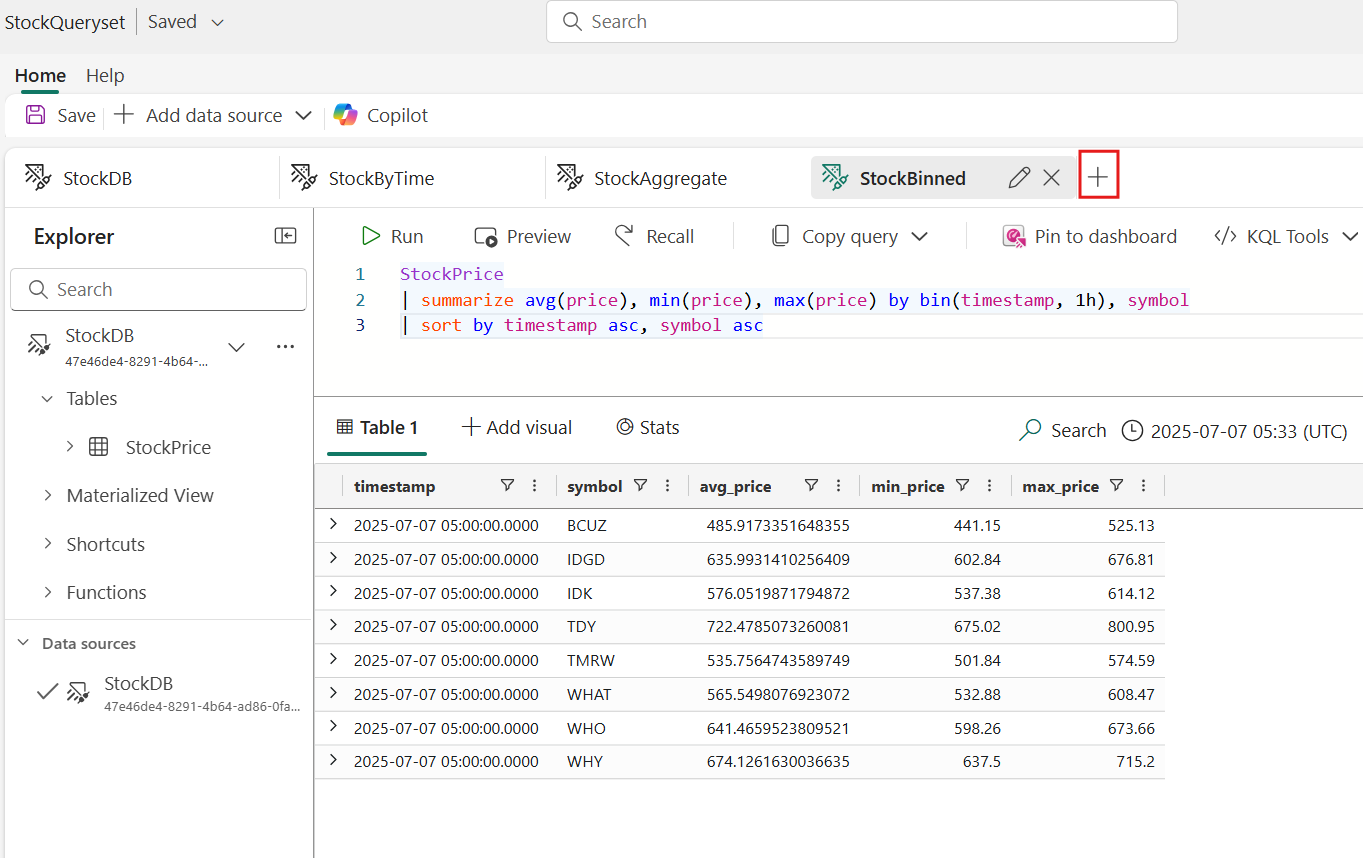 StockQueryset Saved
Search
Home Help
Save Add data source Copilot
StockDB StockByTime StockAggregate StockBinned
Explorer
Search
StockDB
47e46de4-8291-4b64-...
Tables
StockPrice
Materialized View
Shortcuts
Functions
Data sources
StockDB
47e46de4-8291-4b64-ad86-0fa...
Run Preview Recall Copy query Pin to dashboard </> KQL Tools
1 StockPrice
2 | summarize avg(price), min(price), max(price) by bin(timestamp, 1h), symbol
3 | sort by timestamp asc, symbol asc
Table 1 Add visual Stats Search 2025-07-07 05:33 (UTC)
timestamp symbol avg_price min_price max_price
2025-07-07 05:00:00.0000 BCUZ 485.9173351648355 441.15 525.13
2025-07-07 05:00:00.0000 IDGD 635.9931410256409 602.84 676.81
2025-07-07 05:00:00.0000 IDK 576.0519871794872 537.38 614.12
2025-07-07 05:00:00.0000 TDY 722.4785073260081 675.02 800.95
2025-07-07 05:00:00.0000 TMRW 535.7564743589749 501.84 574.59
2025-07-07 05:00:00.0000 WHAT 565.5498076923072 532.88 608.47
2025-07-07 05:00:00.0000 WHO 641.4659523809521 598.26 673.66
2025-07-07 05:00:00.0000 WHY 674.1261630036635 637.5 715.2